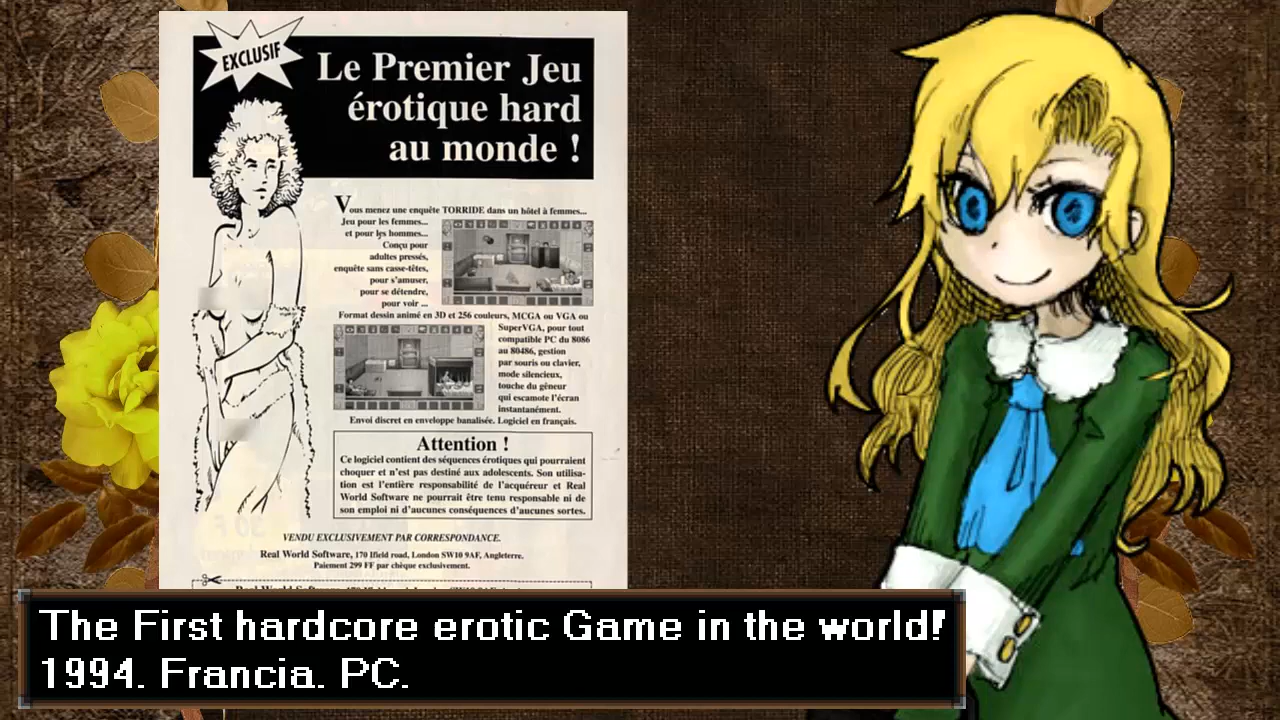 EXCLUSIF
Le Premier Jeu
érotique hard
au monde !
Vous menez une enquête TORRIDE dans un hôtel à femmes...
Jeu pour les femmes...
et pour les hommes...
Conçu pour
adultes pressés,
enquête sans casse-têtes,
pour s'amuser,
pour se détendre,
pour voir ...
Format dessin animé en 3D et 256 couleurs, MCGA ou VGA ou
SuperVGA, pour tout
compatible PC du 8086
au 80486, gestion
par souris ou clavier,
mode silencieux,
touche du gêneur
qui escamote l'écran
instantanément.
Envoi discret en enveloppe banalisée. Logiciel en français.
Attention !
Ce logiciel contient des séquences érotiques qui pourraient
choquer et n'est pas destiné aux adolescents. Son utilisa-
tion est l'entière responsabilité de l'acquéreur et Real
World Software ne pourrait être tenu responsable ni de
son emploi ni d'aucunes conséquences d'aucunes sortes.
VENDU EXCLUSIVEMENT PAR CORRESPONDANCE.
Real World Software, 170 Ifield road, London SW10 9AF, Angleterre.
Paiement 299 FF par chèque exclusivement.
The First hardcore erotic Game in the world!
1994. Francia. PC.